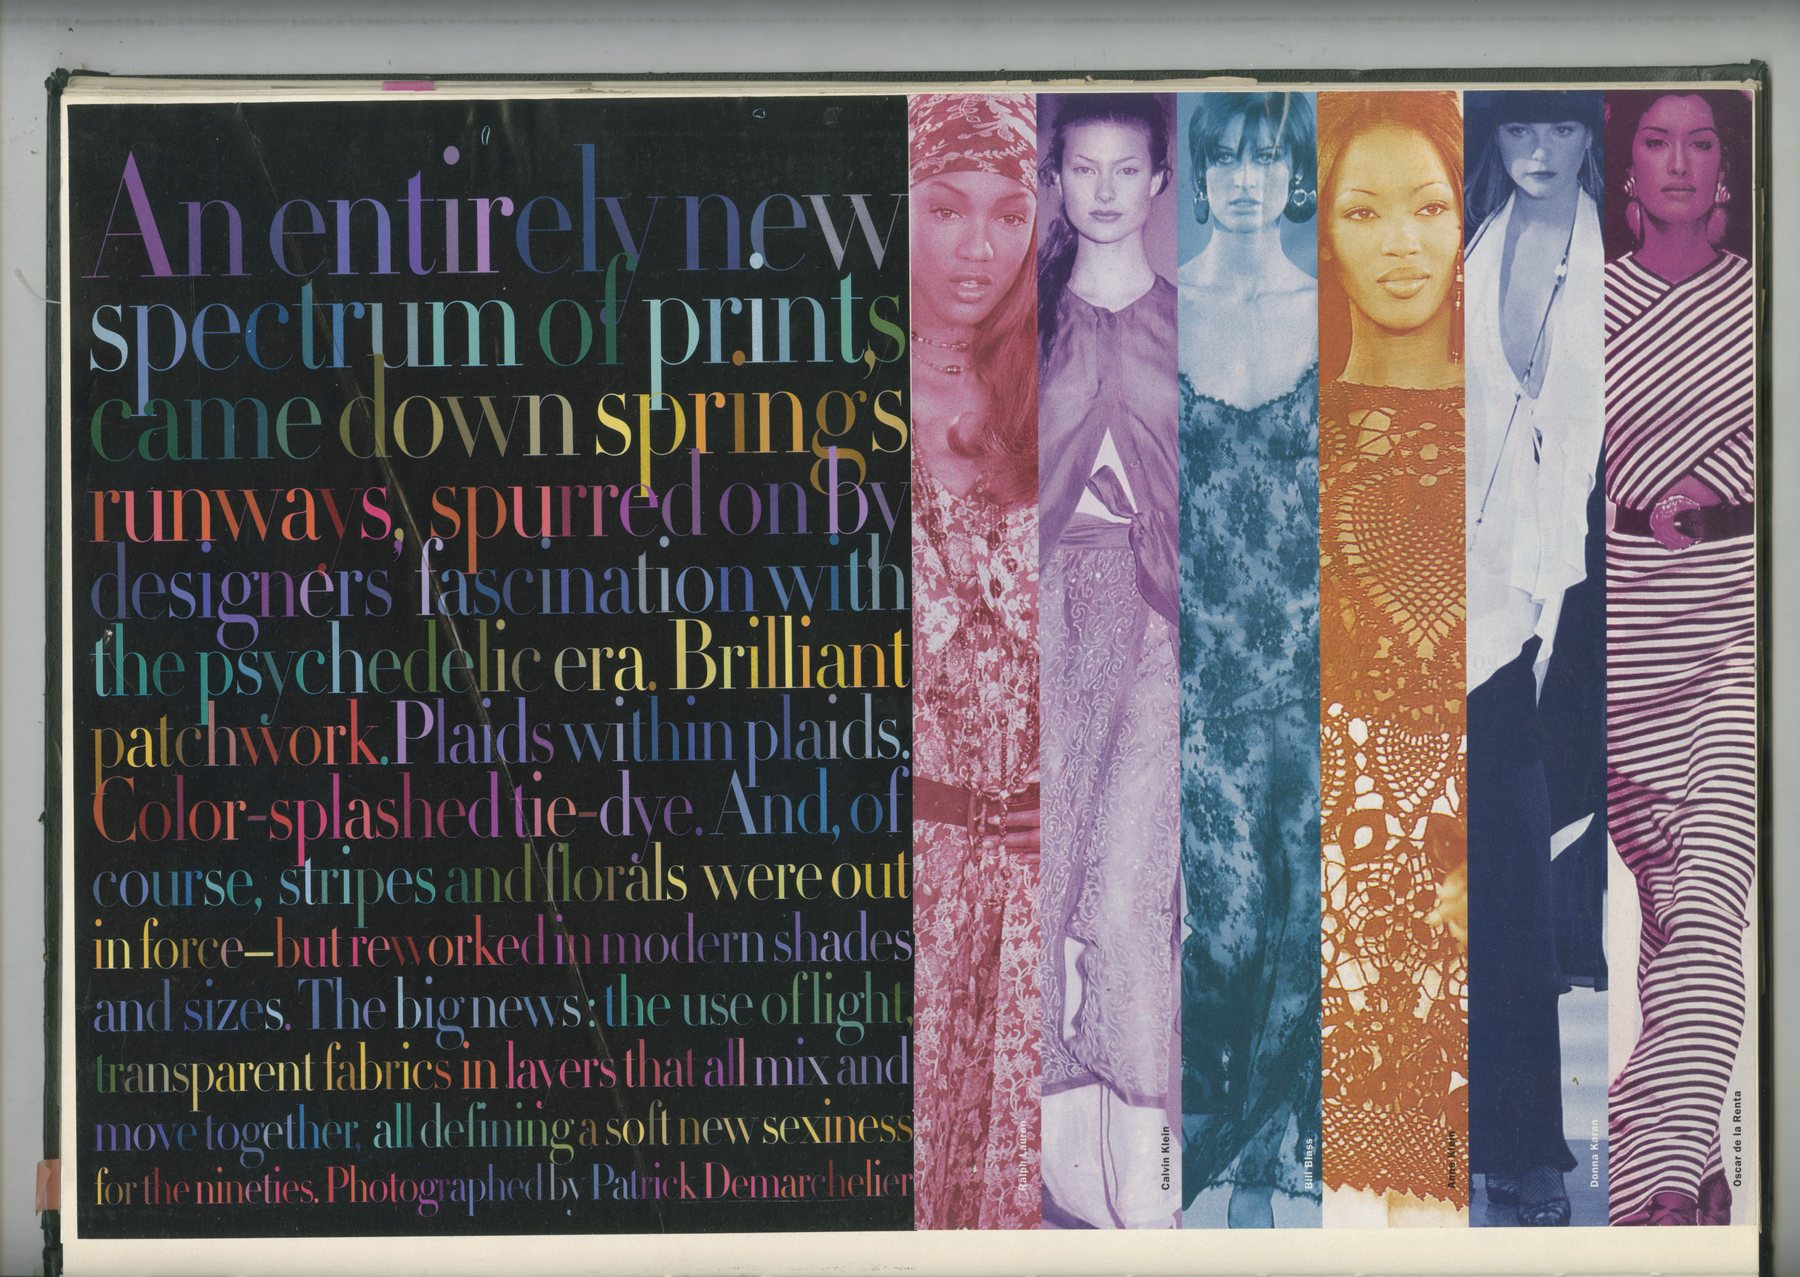 An entirely new
spectrum of prints
came down spring's
runways, spurred on by
designers' fascination with
the psychedelic era. Brilliant
patchwork. Plaids within plaids.
Color-splashed tie-dye. And, of
course, stripes and florals were out
in force—but reworked in modern shades
and sizes. The big news: the use of light,
transparent fabrics in layers that all mix and
move together, all defining a soft new sexiness
for the nineties. Photographed by Patrick Demarchelier
Ralph Lauren
Calvin Klein
Bill Blass
Anne Klein
Donna Karan
Oscar de la Renta